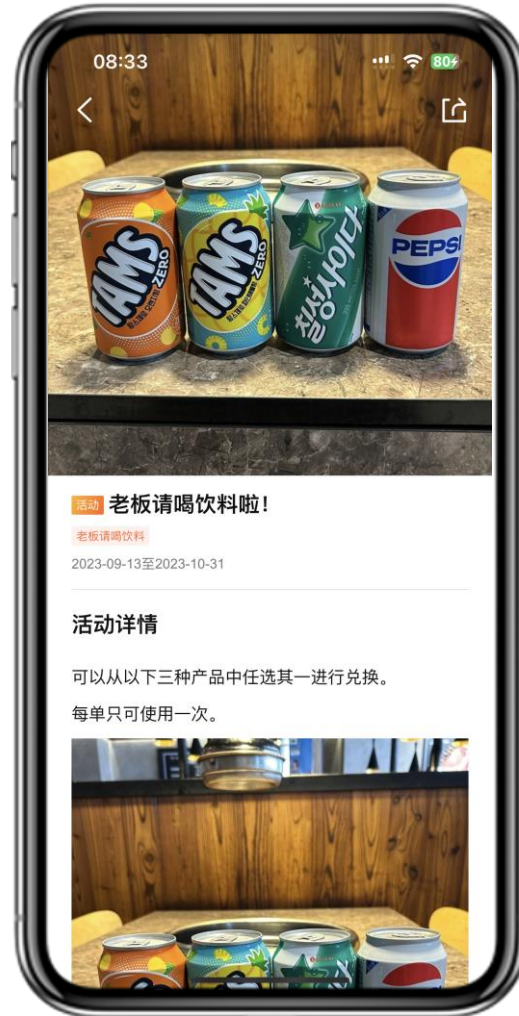 08:33
80
TAMS
ZERO
TAMS
ZERO
칠성사이다
PEPSI
活动 老板请喝饮料啦!
老板请喝饮料
2023-09-13至2023-10-31
活动详情
可以从以下三种产品中任选其一进行兑换。
每单只可使用一次。